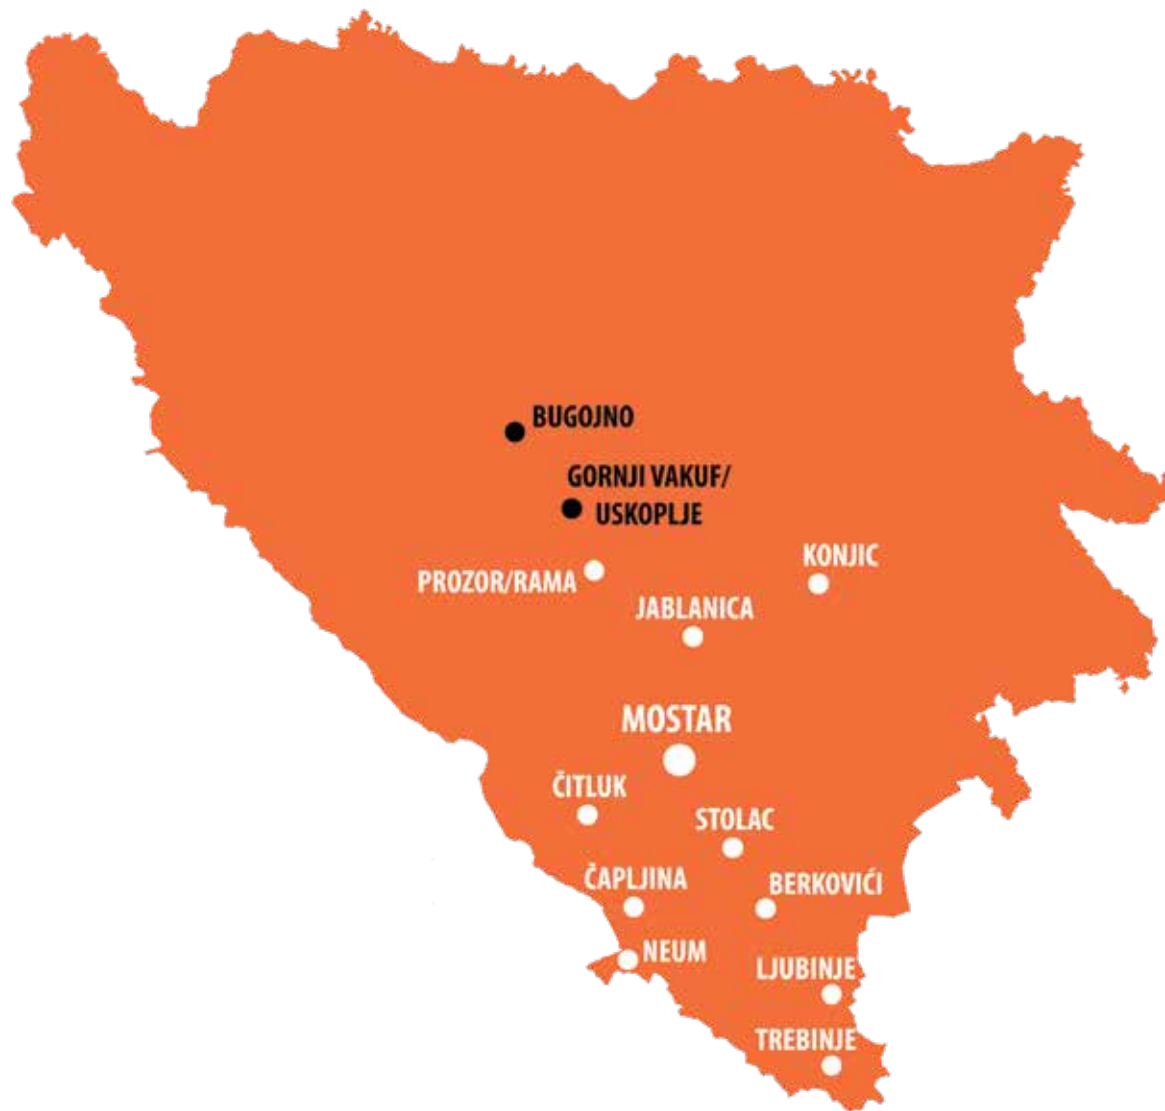 BUGOJNO
GORNJI VAKUF/
USKOPLJE
KONJIC
PROZOR/RAMA
JABLANICA
MOSTAR
ČITLUK
STOLAC
ČAPLJINA
BERKOVIĆI
NEUM
LJUBINJE
TREBINJE